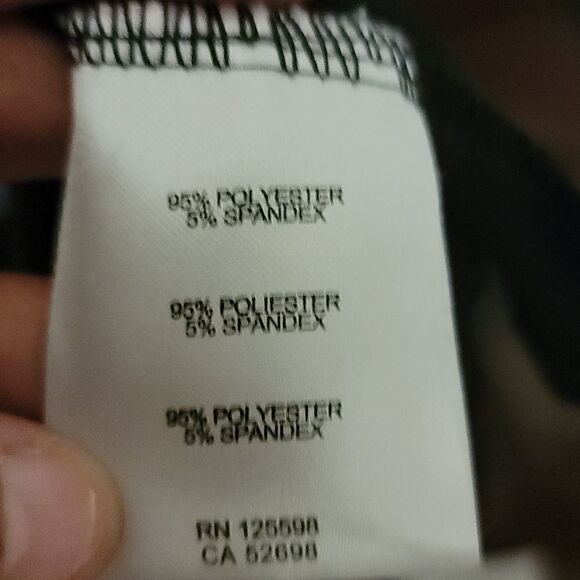 95% POLYESTER
5% SPANDEX
95% POLIESTER
5% SPANDEX
95% POLYESTER
5% SPANDEX
RN 125598
CA 52698